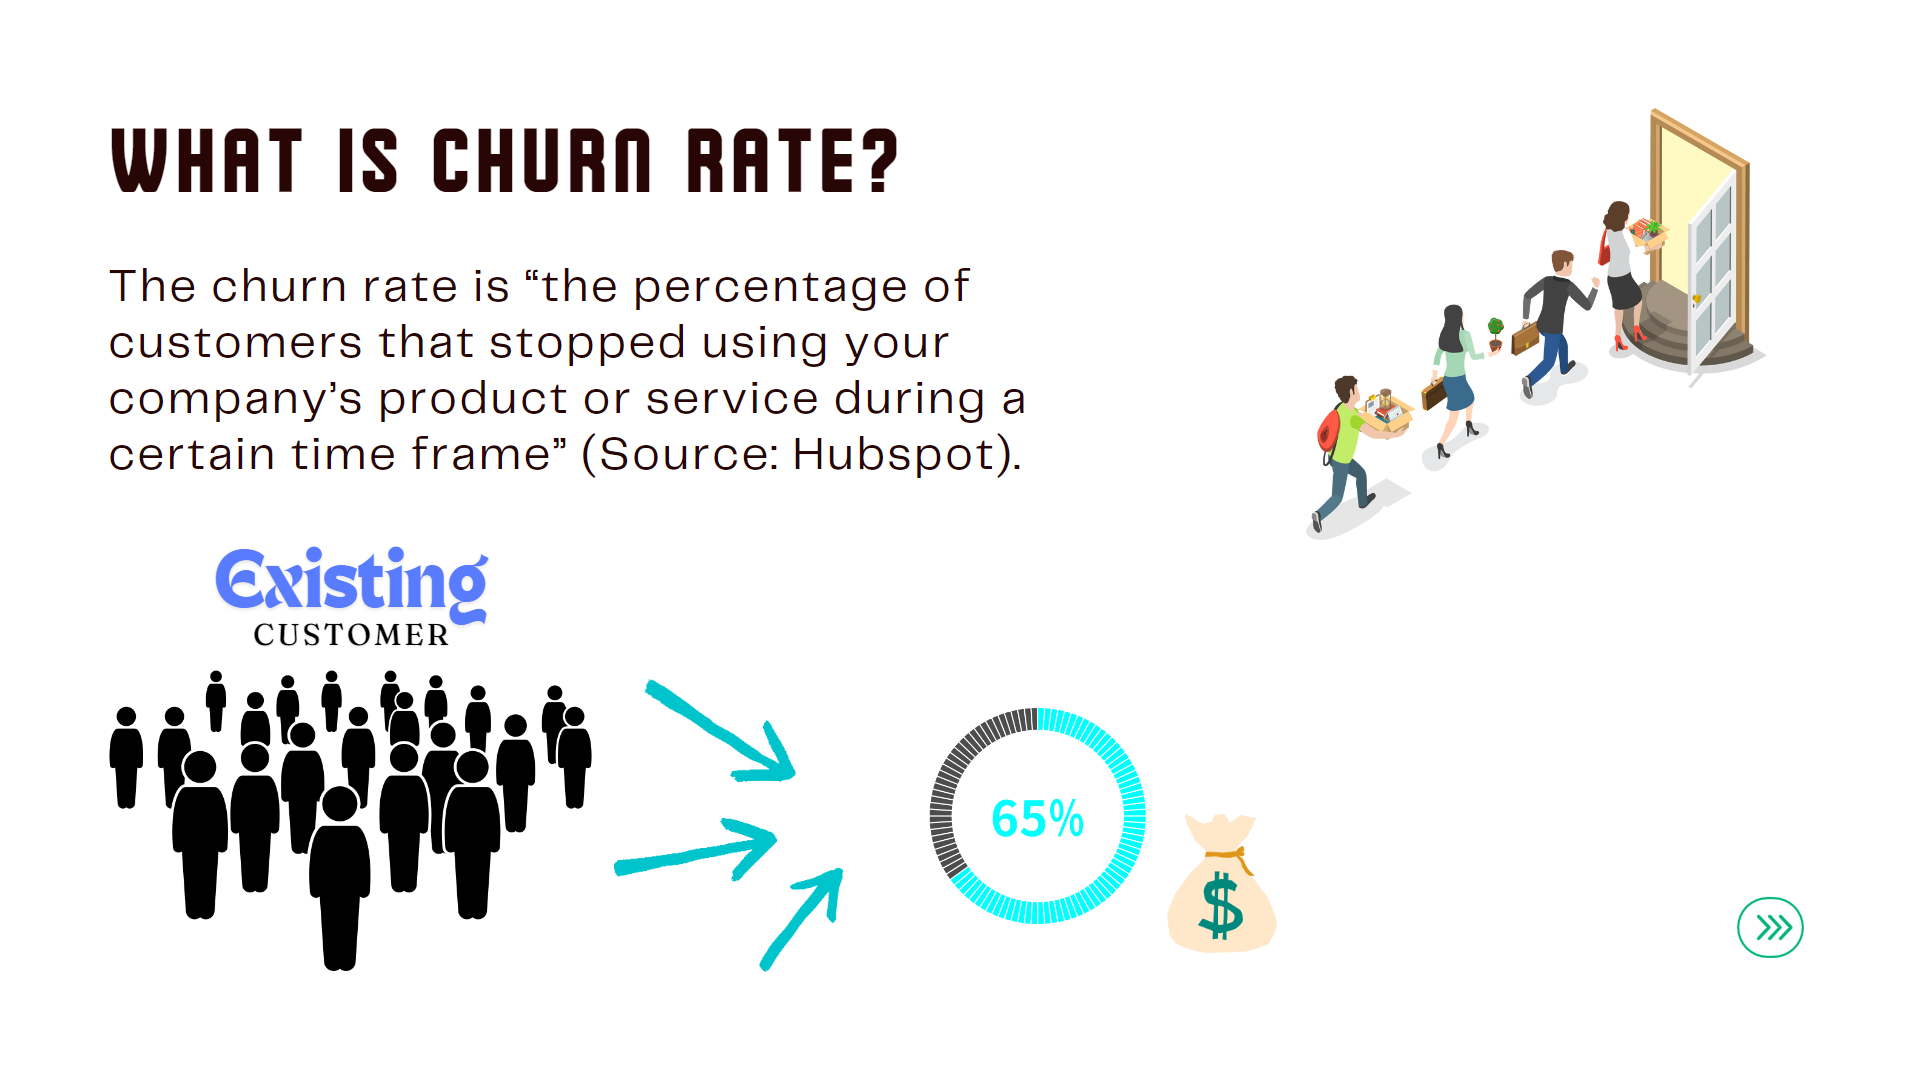 WHAT IS CHURN RATE?
The churn rate is “the percentage of
customers that stopped using your
company’s product or service during a
certain time frame” (Source: Hubspot).
Existing
CUSTOMER
65%
$